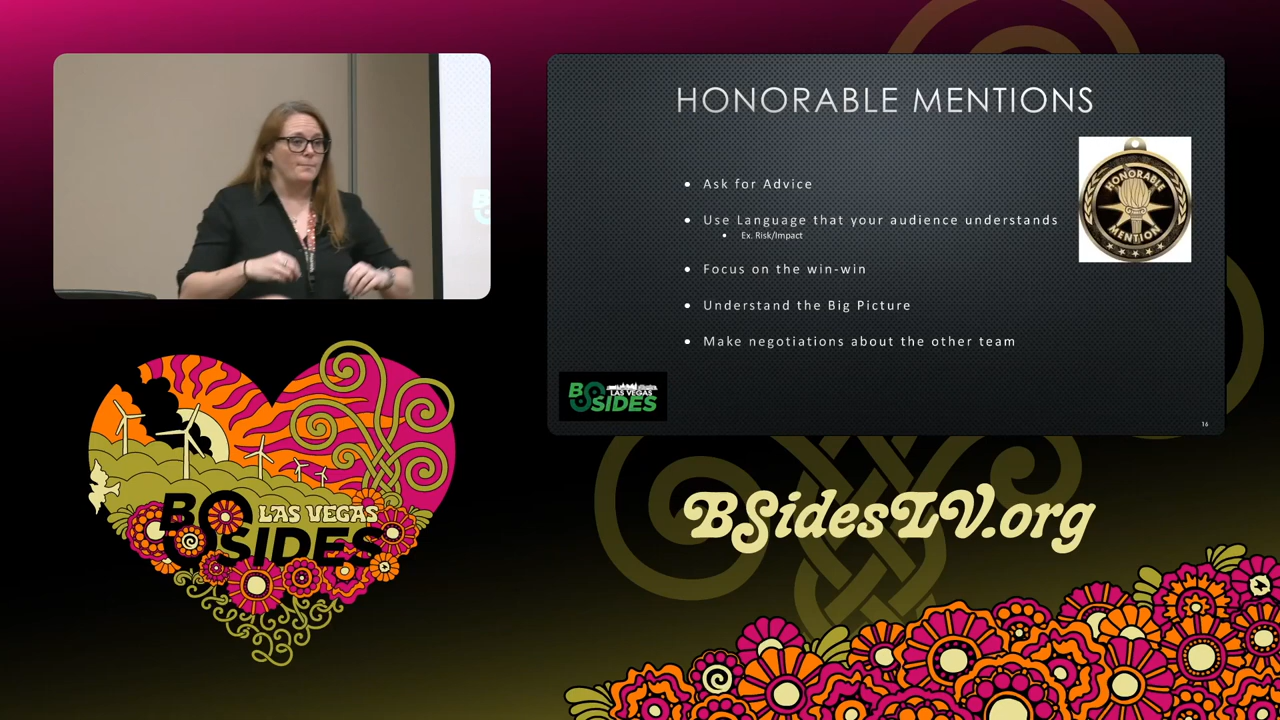 HONORABLE MENTIONS
Ask for Advice
Use Language that your audience understands
Ex. Risk/Impact
Focus on the win-win
Understand the Big Picture
Make negotiations about the other team
HONORABLE
MENTION
BSIDES
LAS VEGAS
16
BSIDES
LAS VEGAS
BSidesLV.org